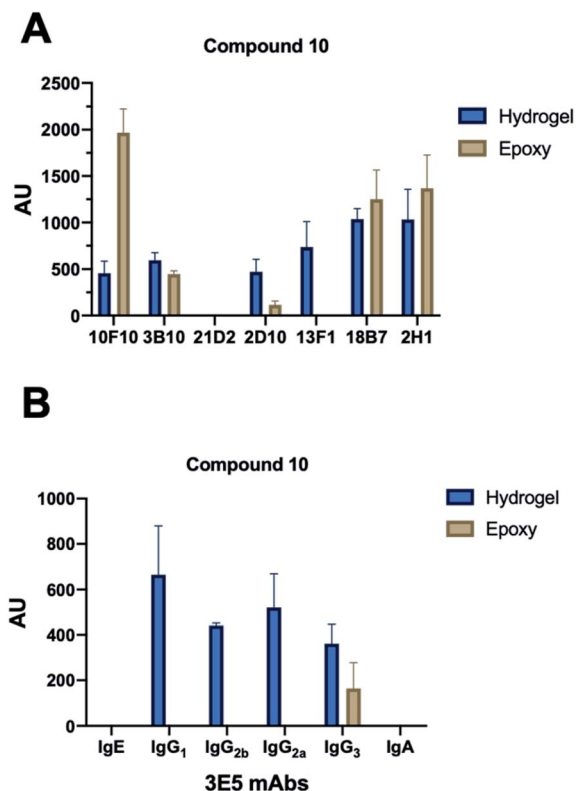 A
Compound 10
2500
2000
1500
1000
500
0
AU
Hydrogel
Epoxy
10F10 3B10 21D2 2D10 13F1 18B7 2H1
B
Compound 10
1000
800
600
400
200
0
AU
Hydrogel
Epoxy
IgE IgG₁ IgG₂b IgG₂a IgG₃ IgA
3E5 mAbs